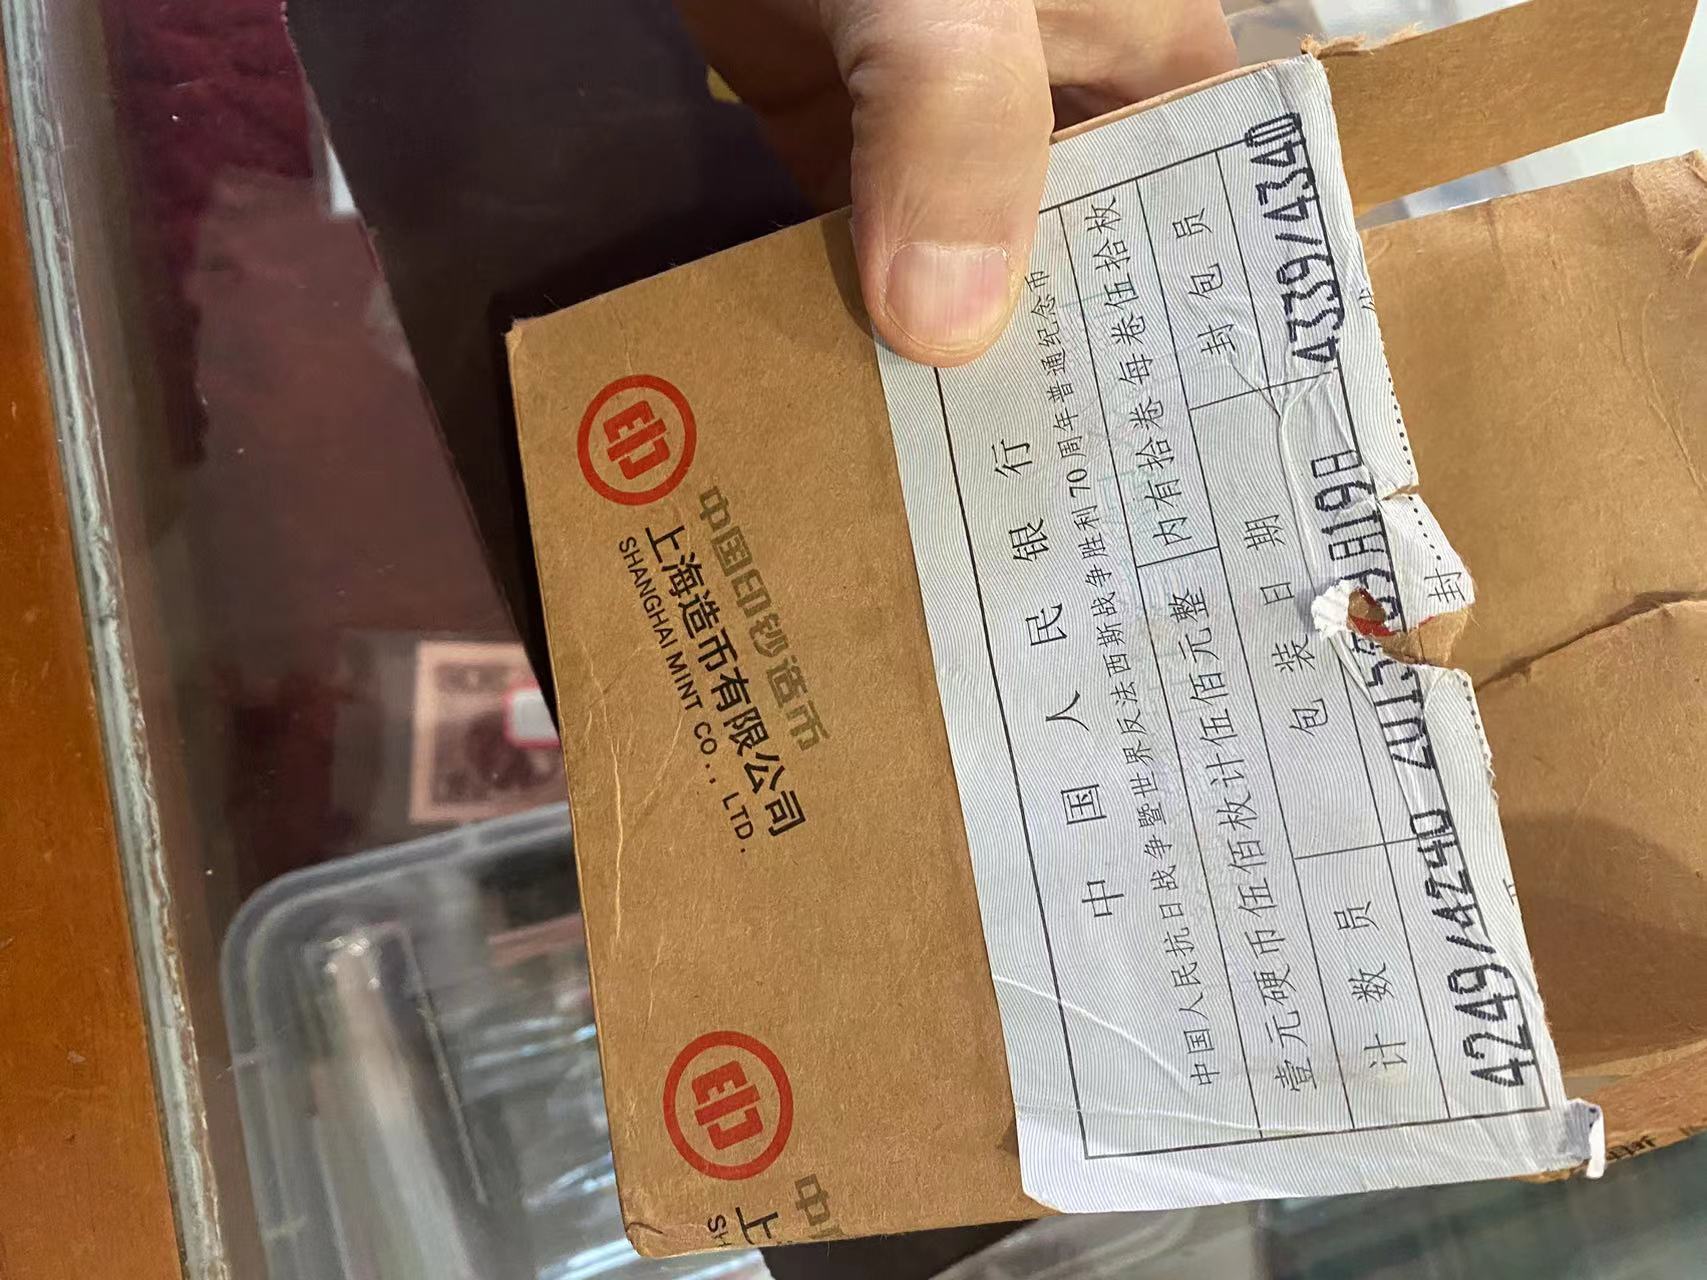 中国印钞造币
上海造币有限公司
SHANGHAI MINT CO., LTD.
中国人民银行
中国人民抗日战争暨世界反法西斯战争胜利70周年普通纪念币
壹元硬币伍佰枚计伍佰元整 内有拾卷每卷伍拾枚
计数员 包装日期 封包员
4249/4240 4339/4340
封